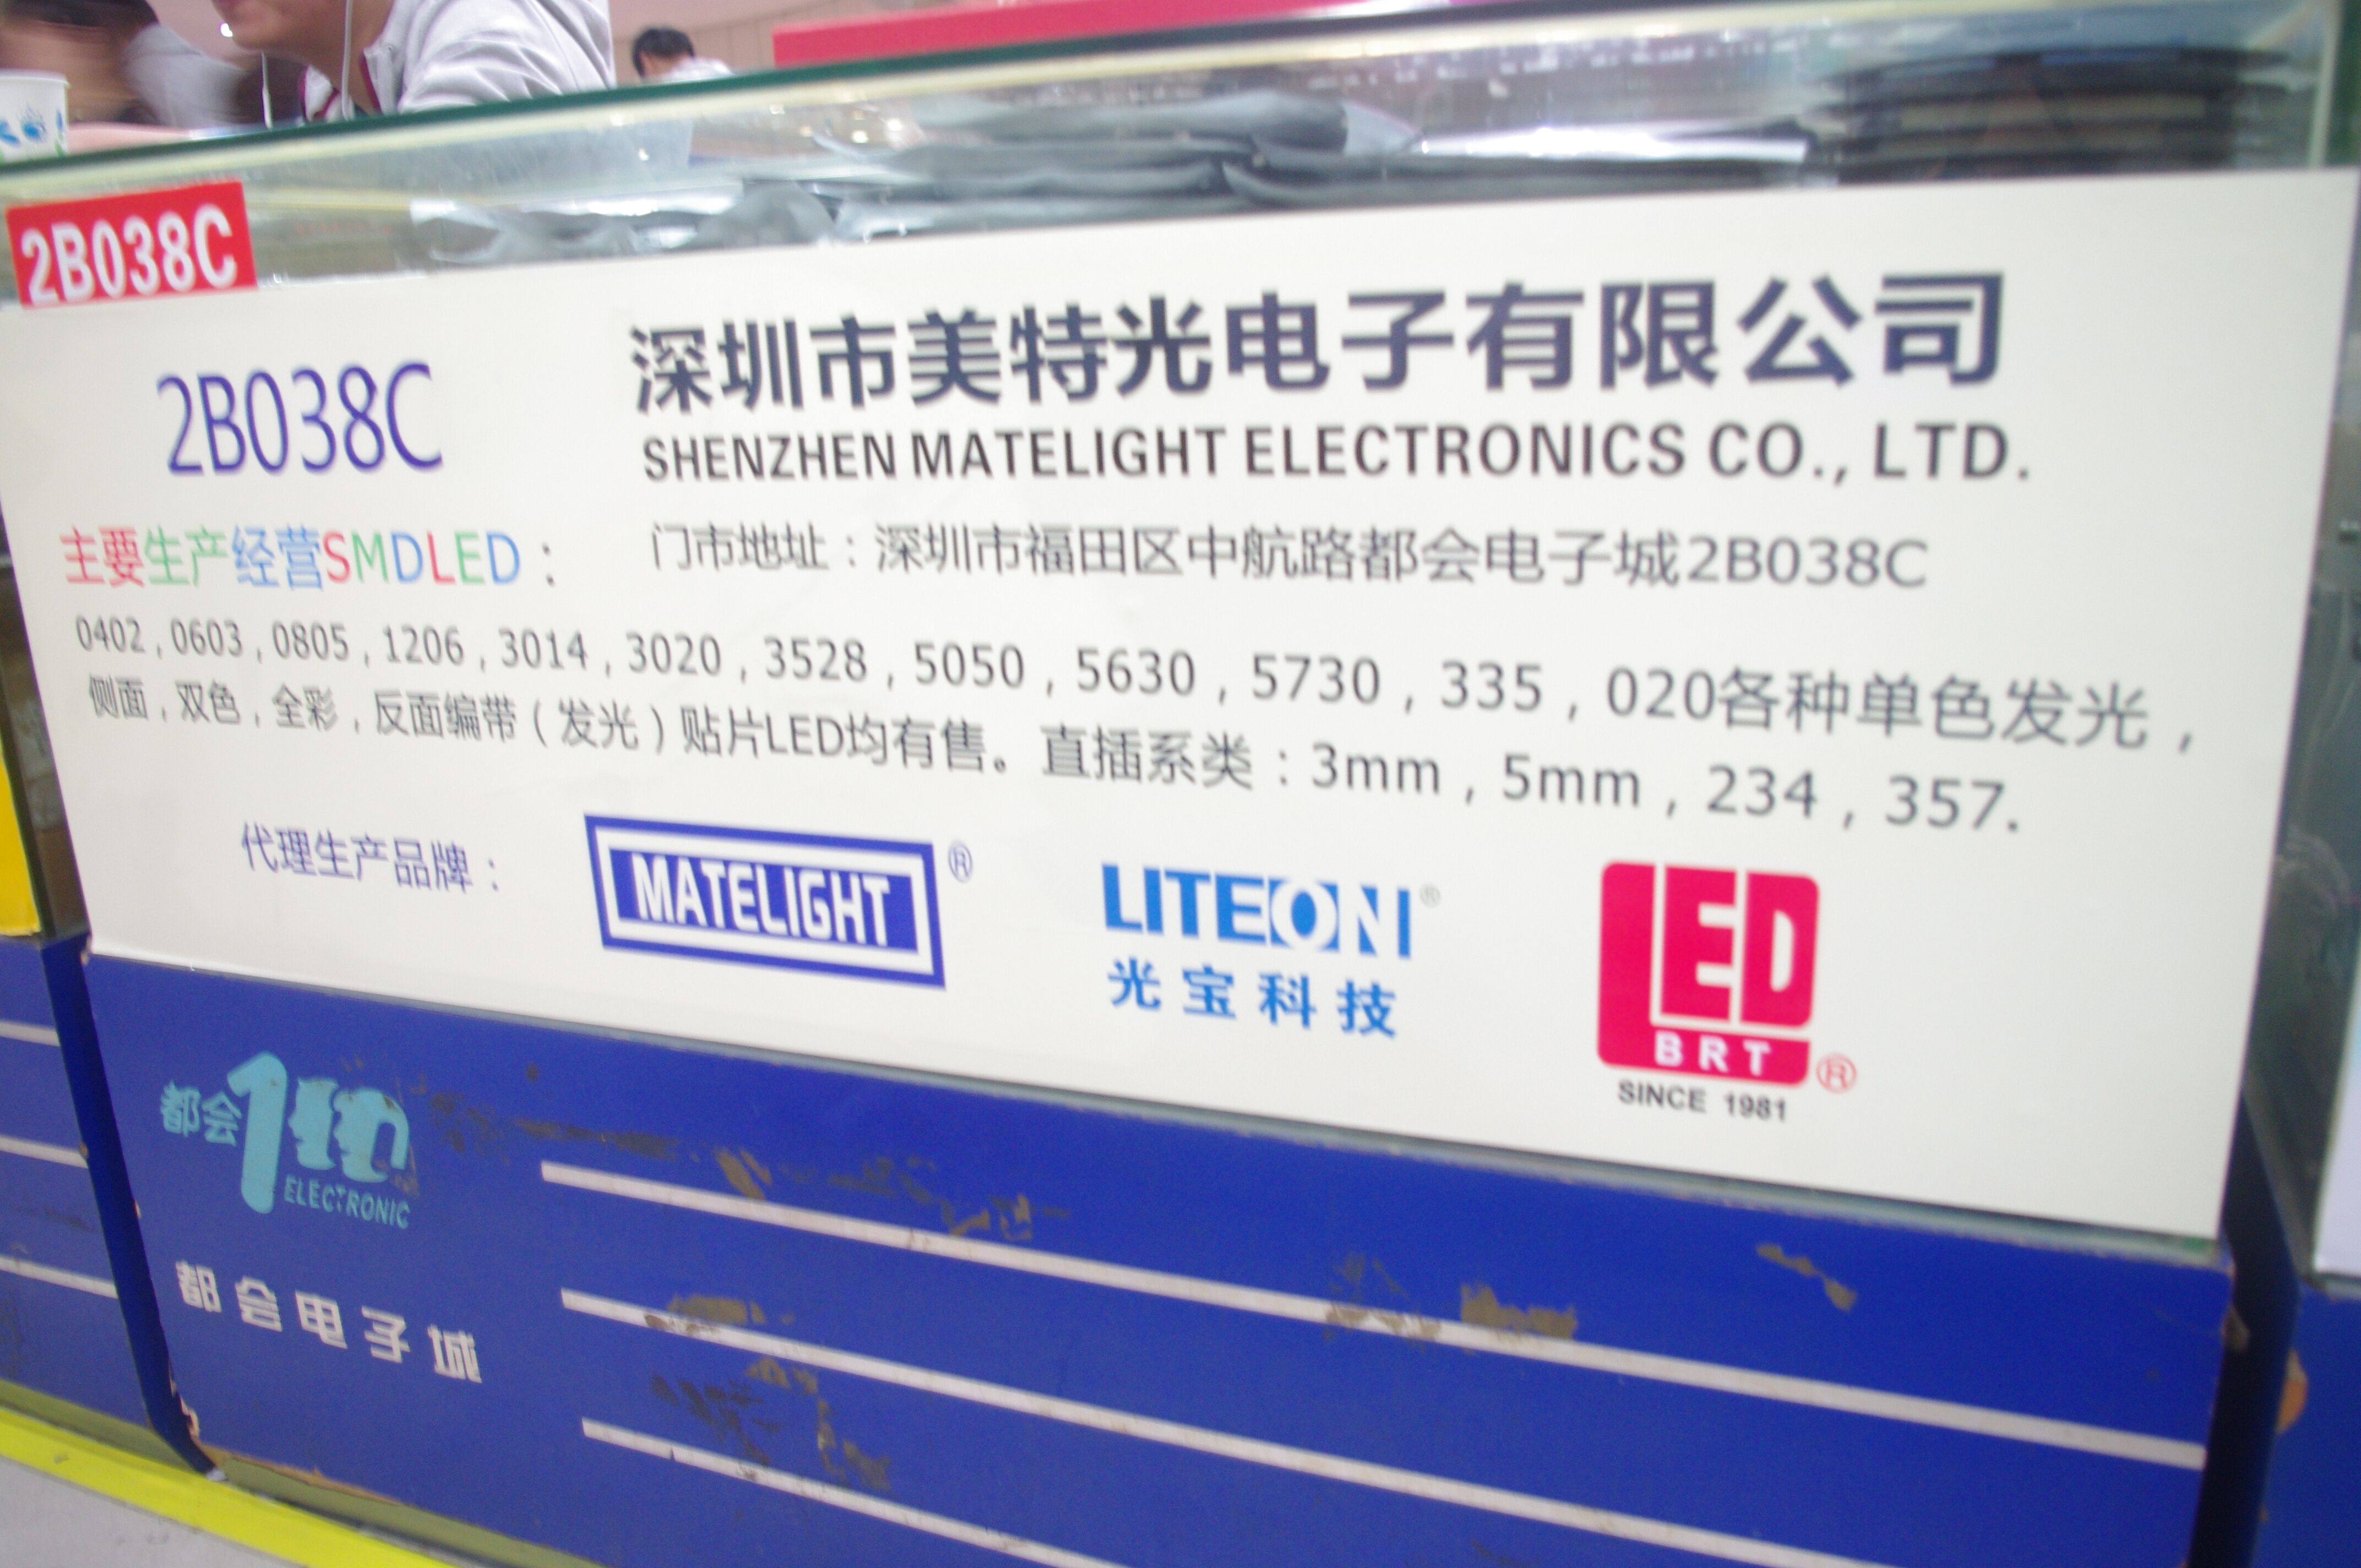 2B038C
2B038C
深圳市美特光电子有限公司
SHENZHEN MATELIGHT ELECTRONICS CO., LTD.
主要生产经营SMDLED：
门市地址：深圳市福田区中航路都会电子城2B038C
0402，0603，0805，1206，3014，3020，3528，5050，5630，5730，335，020各种单色发光，
侧面，双色，全彩，反面编带（发光）贴片LED均有售。直插系类：3mm，5mm，234，357.
代理生产品牌：
MATELIGHT ®
LITEON ®
光宝科技
LED
BRT ®
SINCE 1981
都会100
ELECTRONIC
都会电子城